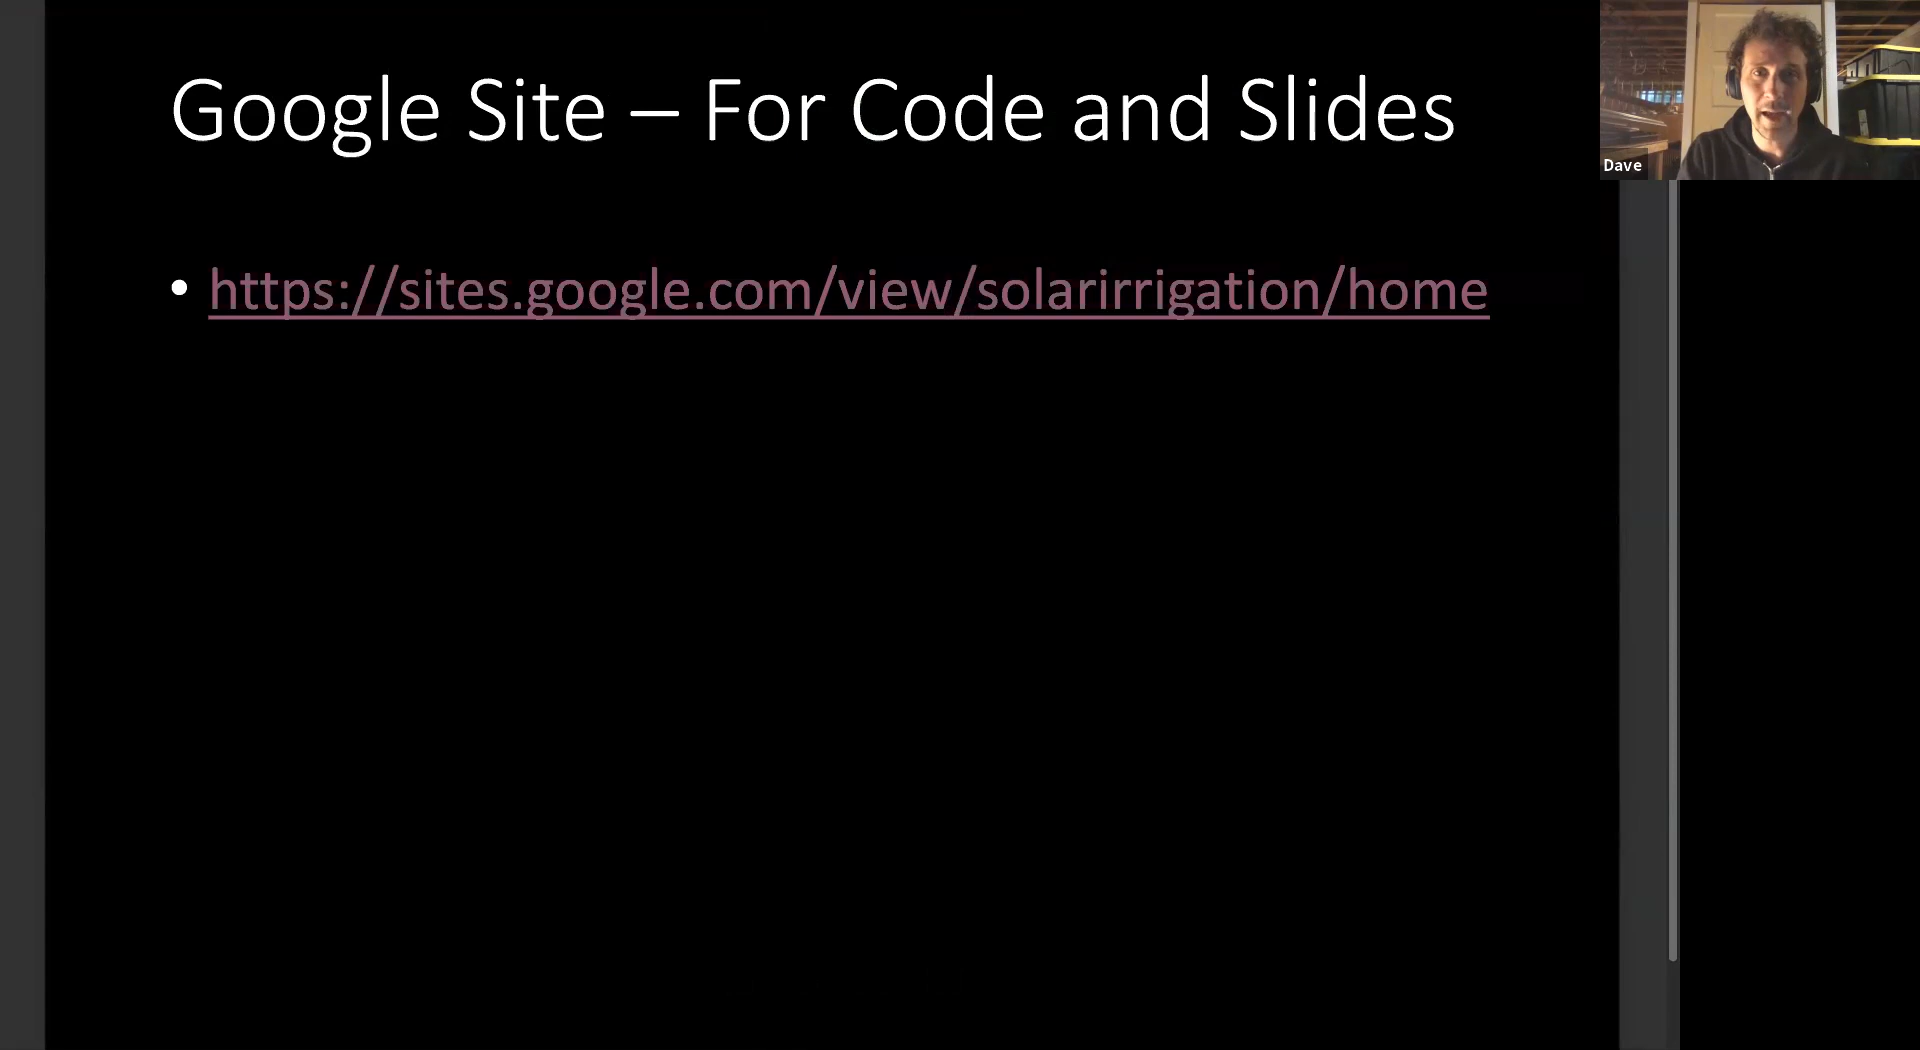 Google Site – For Code and Slides
• https://sites.google.com/view/solarirrigation/home
Dave